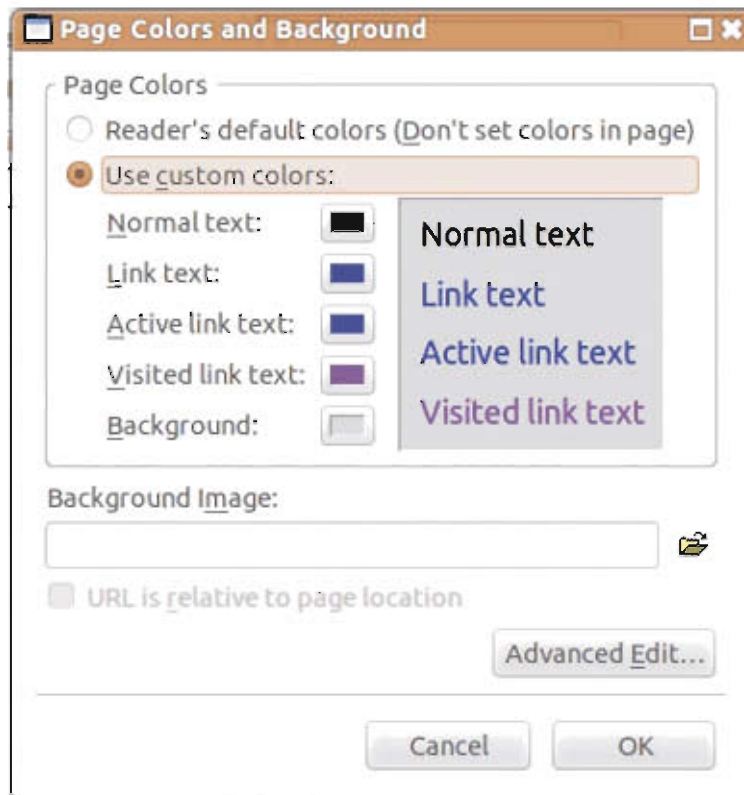 Page Colors and Background
Page Colors
Reader's default colors (Don't set colors in page)
Use custom colors:
Normal text:
Link text:
Active link text:
Visited link text:
Background:
Normal text
Link text
Active link text
Visited link text
Background Image:
URL is relative to page location
Advanced Edit...
Cancel OK